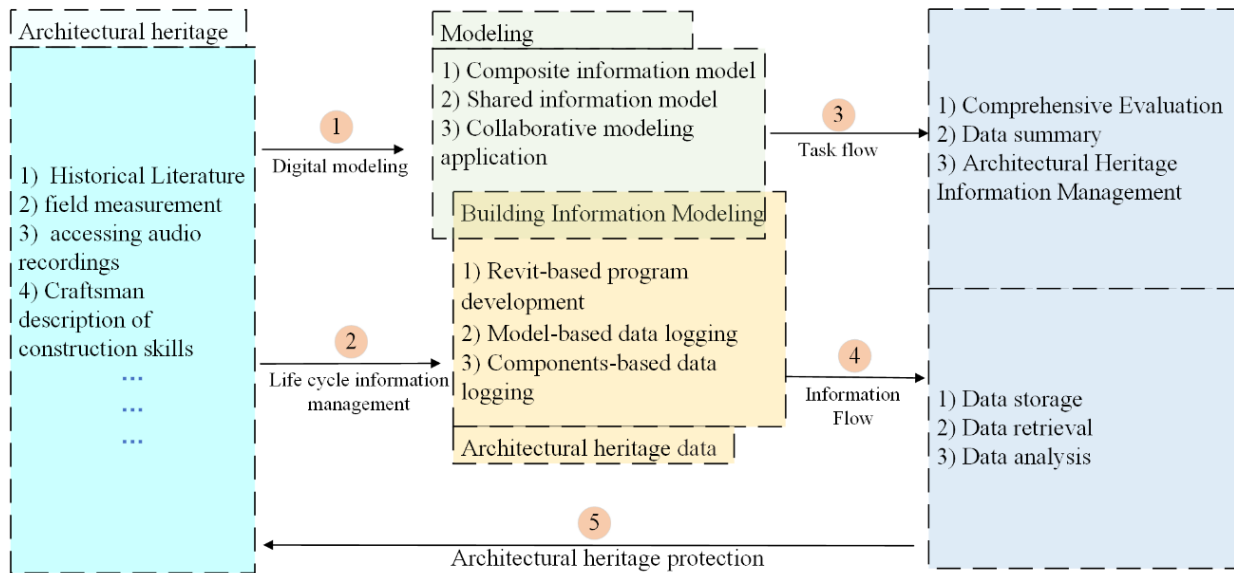 Architectural heritage
1) Historical Literature
2) field measurement
3) accessing audio
recordings
4) Craftsman
description of
construction skills
...
...
...
1
Digital modeling
2
Life cycle information
management
Modeling
1) Composite information model
2) Shared information model
3) Collaborative modeling
application
Building Information Modeling
1) Revit-based program
development
2) Model-based data logging
3) Components-based data
logging
Architectural heritage data
3
Task flow
4
Information
Flow
1) Comprehensive Evaluation
2) Data summary
3) Architectural Heritage
Information Management
1) Data storage
2) Data retrieval
3) Data analysis
5
Architectural heritage protection